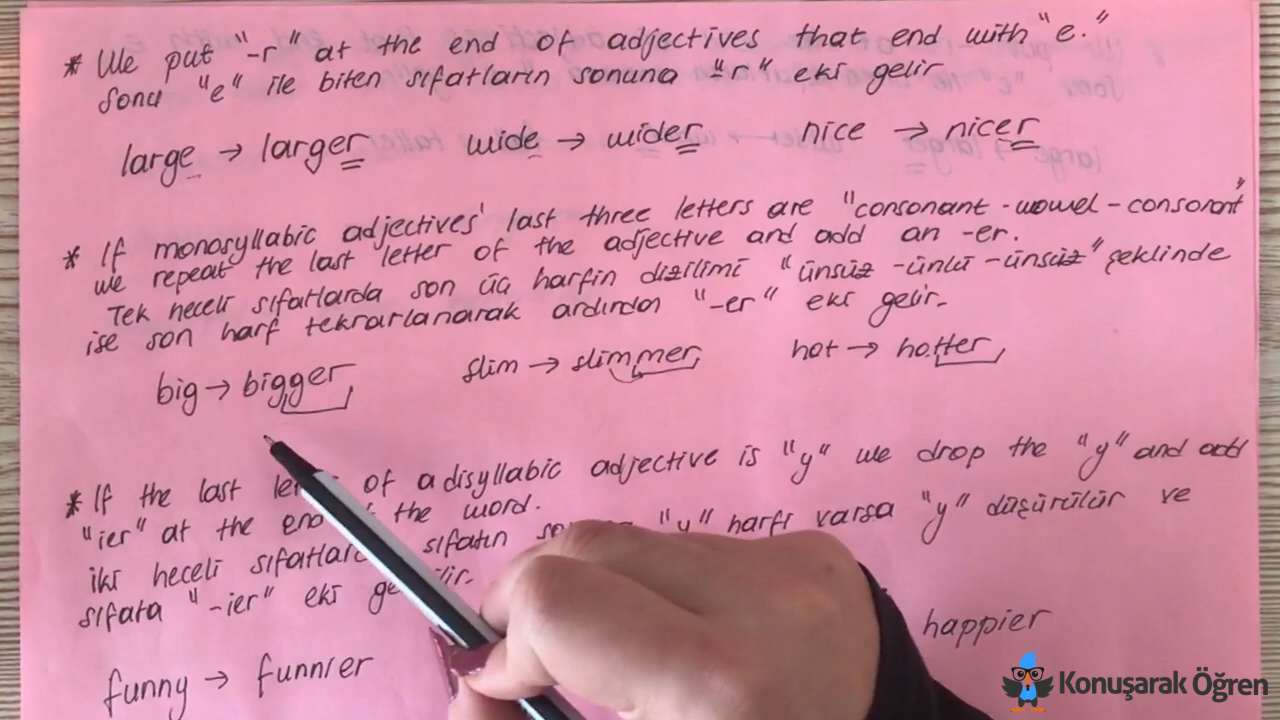 * We put "-r" at the end of adjectives that end with "e."
Sonu "e" ile biten sıfatların sonuna "-r" eki gelir.
large → larger wide → wider nice → nicer
* If monosyllabic adjectives' last three letters are "consonant-wowel-consonant"
we repeat the last letter of the adjective and add an -er.
Tek heceli sıfatlarda son üç harfin dizilimi "ünsüz-ünlü-ünsüz" şeklinde
ise son harf tekrarlanarak ardından "-er" eki gelir.
big → bigger slim → slimmer hot → hotter
* If the last of a disyllabic adjective is "y" we drop the "y" and add
"ier" at the end the word.
iki heceli sıfatın "y" harfi varsa "y" düşürülür ve
sıfata "-ier" eki
funny → funnier happier
Konuşarak Öğren